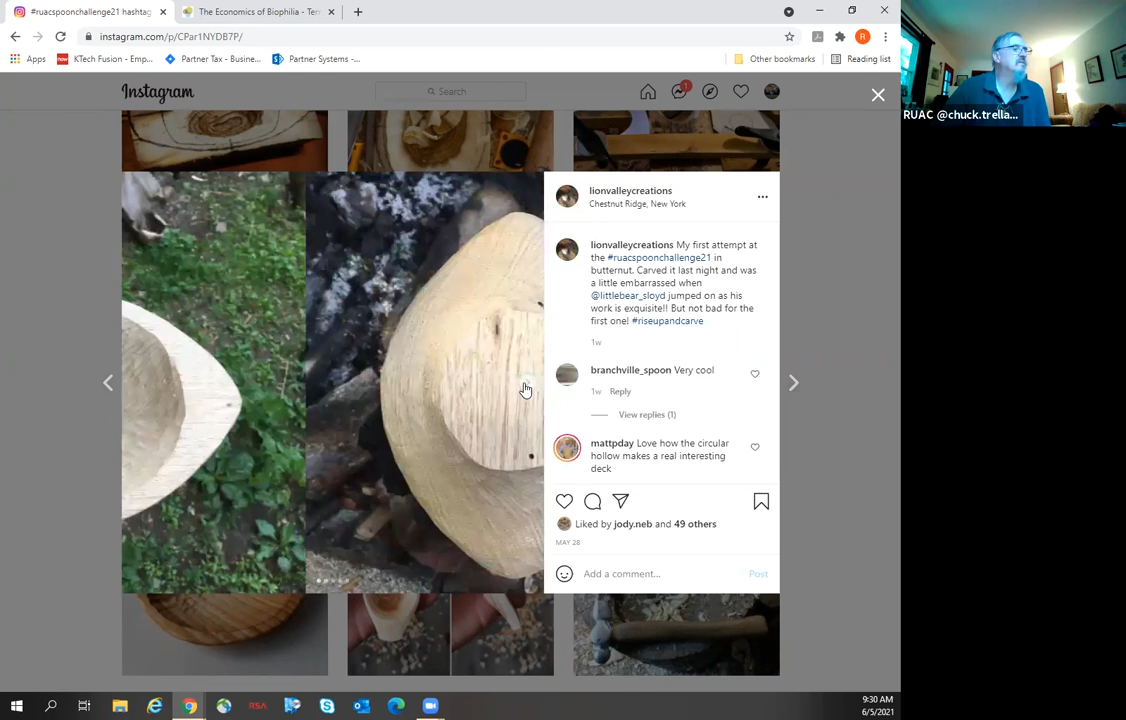 #ruacspoonchallenge21 hashtag
The Economics of Biophilia - Terr
instagram.com/p/CPar1NYDB7P/
Apps
KTech Fusion - Emp...
Partner Tax - Busine...
Partner Systems -...
Other bookmarks
Reading list
RUAC @chuck.trella...
Instagram
Search
1
lionvalleycreations
Chestnut Ridge, New York
lionvalleycreations My first attempt at
the #ruacspoonchallenge21 in
butternut. Carved it last night and was
a little embarrassed when
@littlebear_sloyd jumped on as his
work is exquisite!! But not bad for the
first one! #riseupandcarve
1w
branchville_spoon Very cool
1w Reply
View replies (1)
mattpday Love how the circular
hollow makes a real interesting
deck
Liked by jody.neb and 49 others
MAY 28
Add a comment...
Post
RSA
9:30 AM
6/5/2021